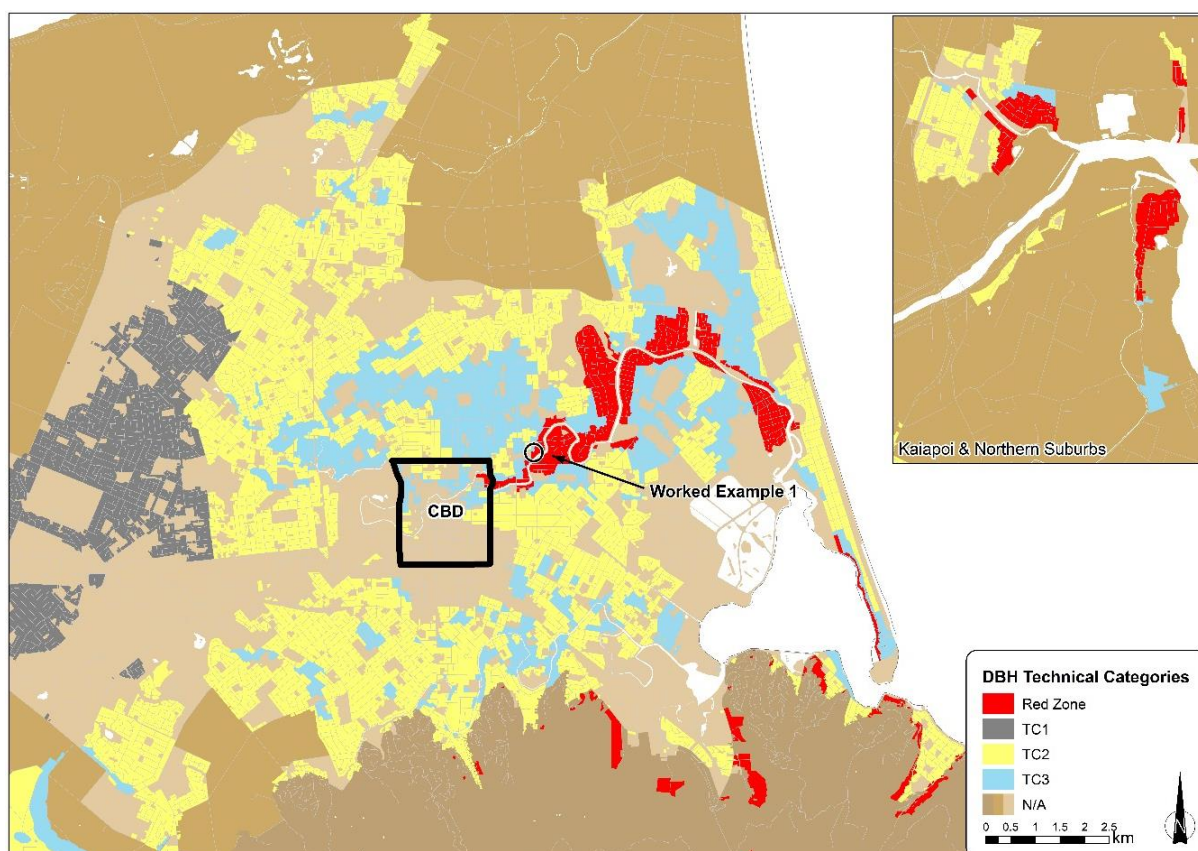 Kaiapoi & Northern Suburbs
Worked Example 1
CBD
DBH Technical Categories
Red Zone
TC1
TC2
TC3
N/A
0 0.5 1 1.5 2 2.5
km
N